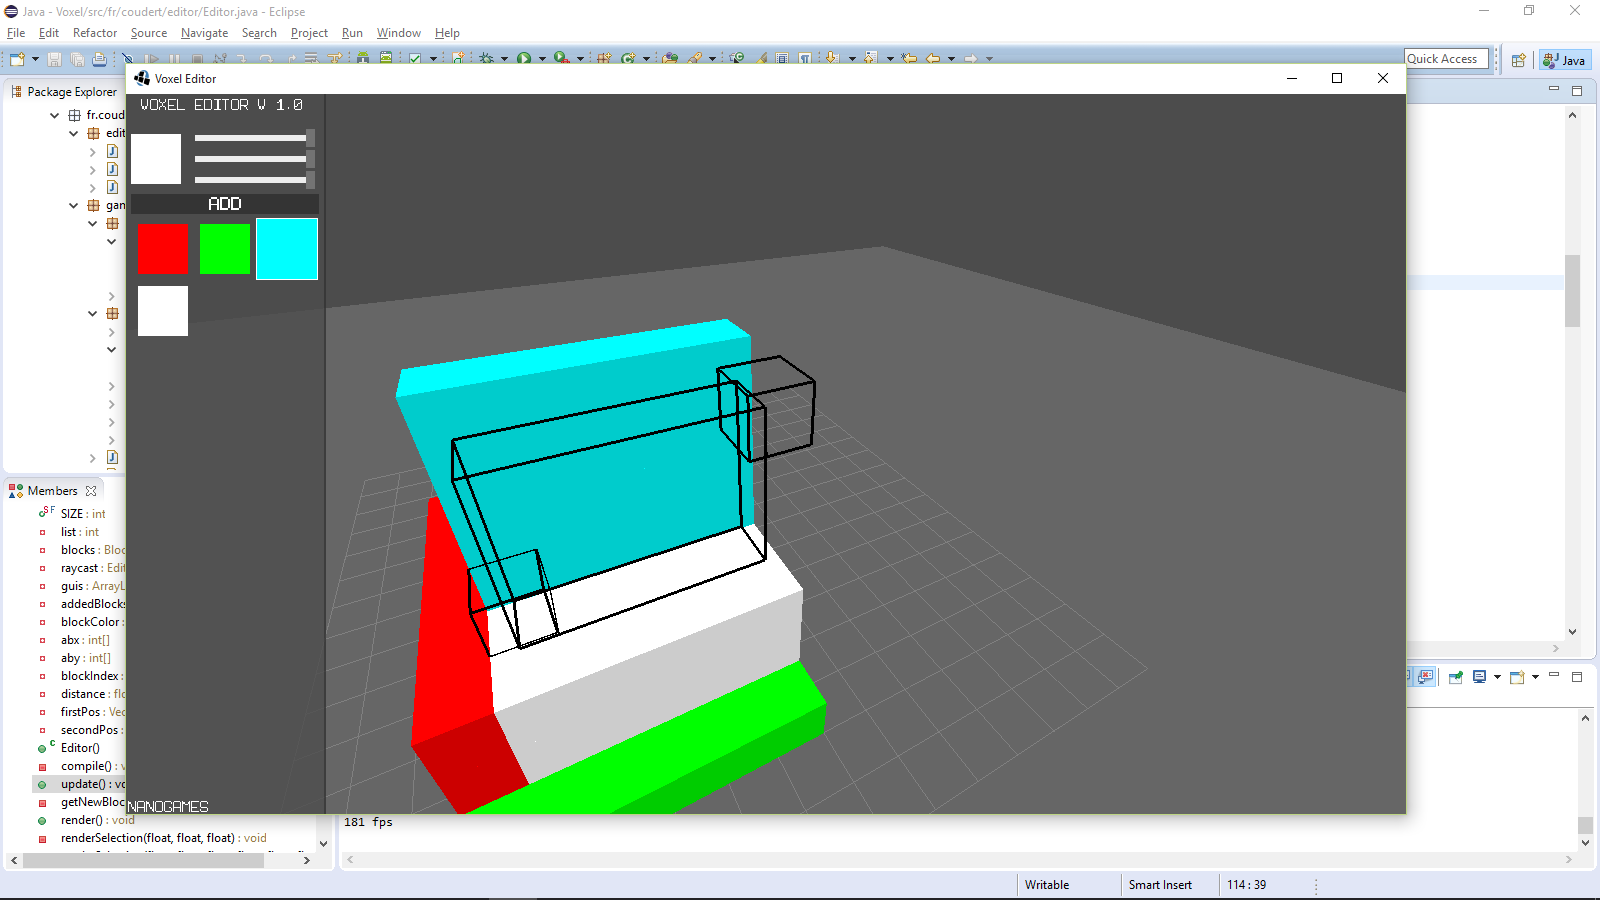 Java - Voxel/src/fr/coudert/editor/Editor.java - Eclipse
File Edit Refactor Source Navigate Search Project Run Window Help
Quick Access
Java
Package Explorer
fr.coud
edit
gan
Voxel Editor
VOXEL EDITOR V 1.0
ADD
NANOGAMES
Members
SIZE : int
list : int
blocks : Bloc
raycast : Edit
guis : ArrayL
addedBlocks
blockColor :
abx : int[]
aby : int[]
blockIndex :
distance : flo
firstPos : Vec
secondPos :
Editor()
compile() : v
update() : vo
getNewBloc
render() : void
renderSelection(float, float, float) : void
181 fps
Writable
Smart Insert
114 : 39